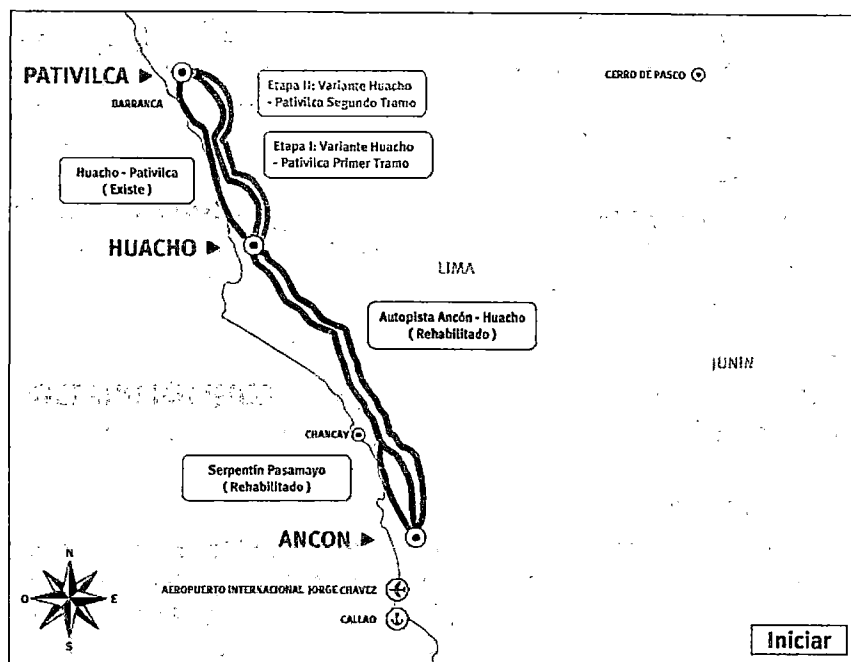 PATIVILCA
BARRANCA
Etapa II: Variante Huacho
- Pativilca Segundo Tramo
CERRO DE PASCO
Etapa I: Variante Huacho
- Pativilca Primer Tramo
Huacho - Pativilca
( Existe )
HUACHO
LIMA
Autopista Ancón - Huacho
( Rehabilitado )
JUNIN
CHANCAY
Serpentín Pasamayo
( Rehabilitado )
ANCON
N
O
E
S
AEROPUERTO INTERNACIONAL JORGE CHAVEZ
CALLAO
Iniciar